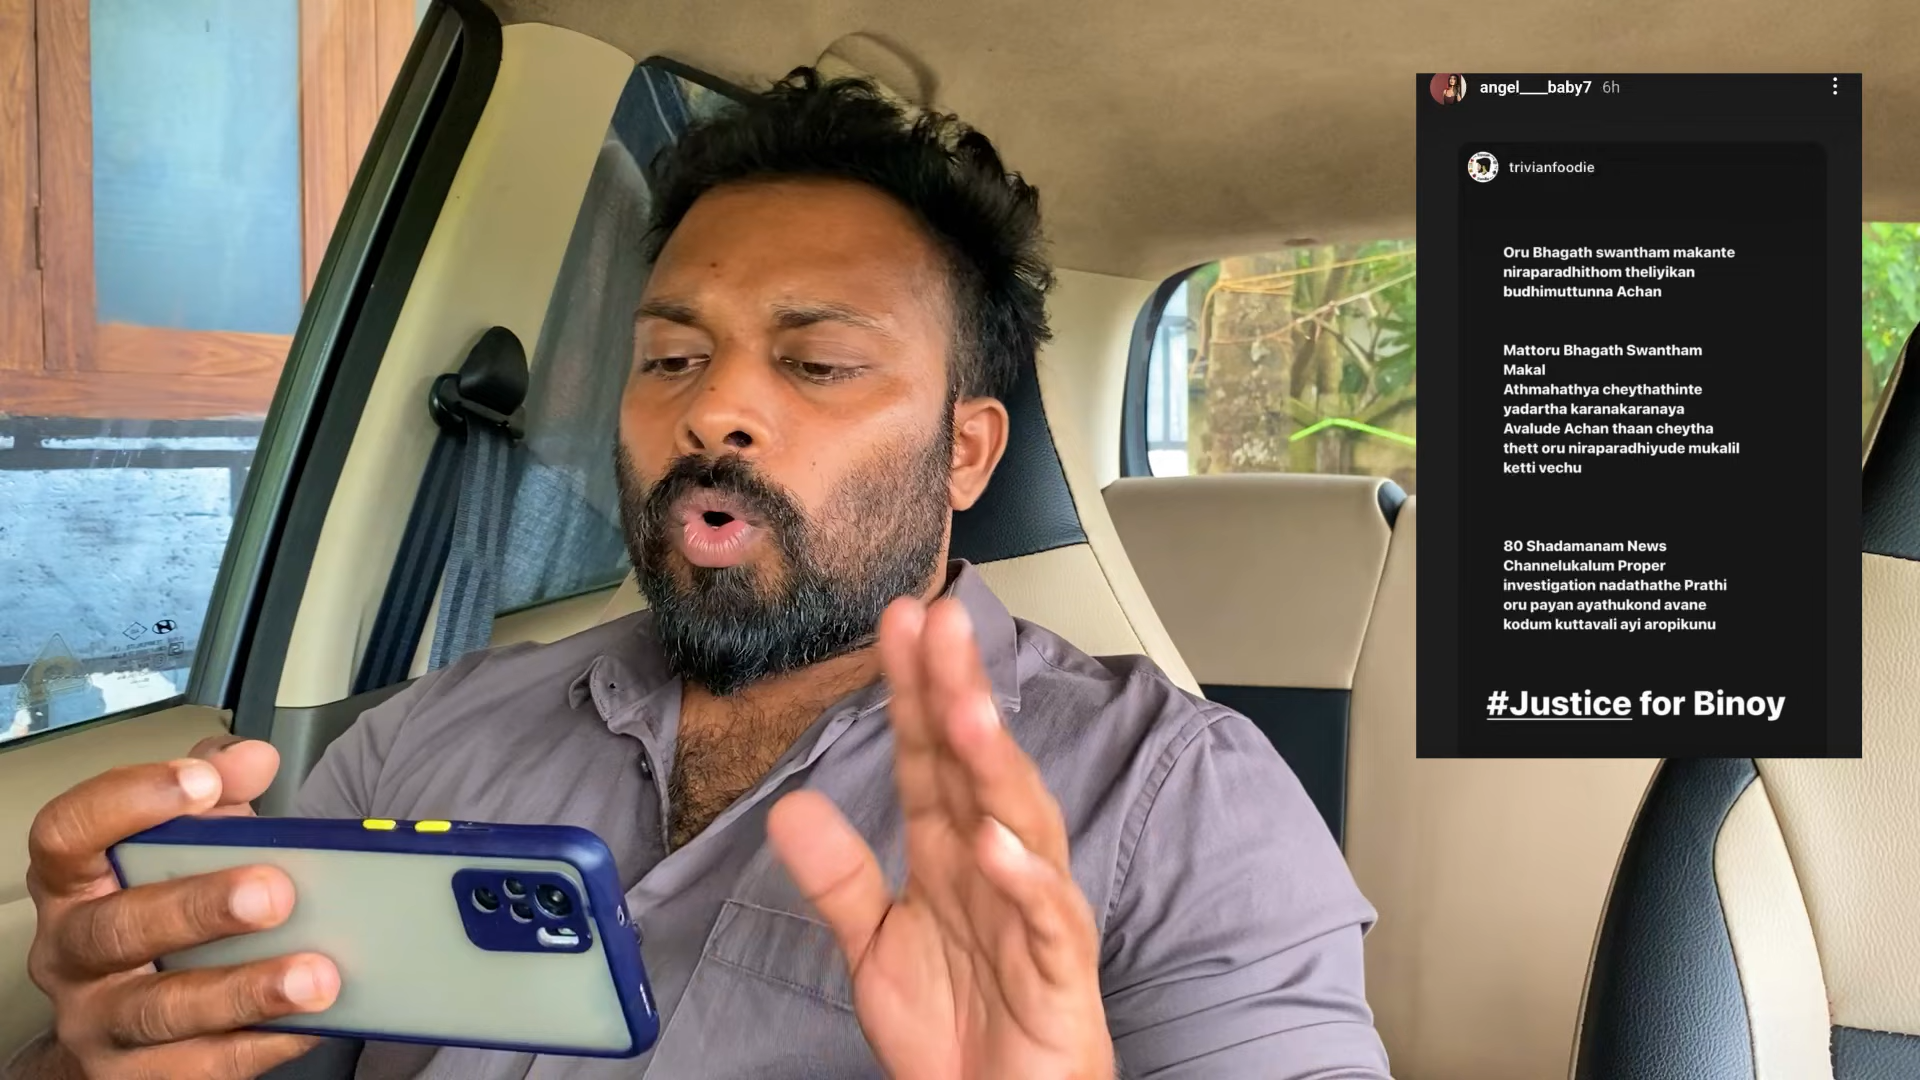 angel___baby7 6h
trivianfoodie
Oru Bhagath swantham makante
niraparadhithom theliyikan
budhimuttunna Achan
Mattoru Bhagath Swantham
Makal
Athmahathya cheythathinte
yadartha karanakaranaya
Avalude Achan thaan cheytha
thett oru niraparadhiyude mukalil
ketti vechu
80 Shadamanam News
Channelukalum Proper
investigation nadathathe Prathi
oru payan ayathukond avane
kodum kuttavali ayi aropikunu
#Justice for Binoy